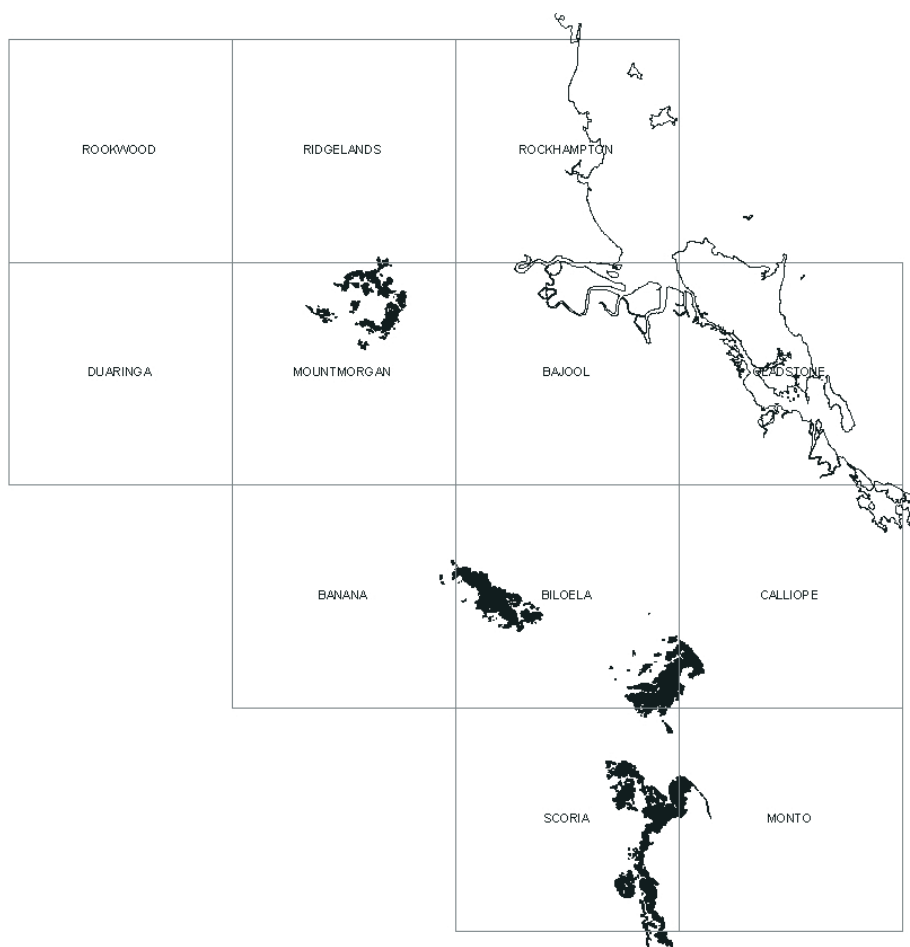 ROOKWOOD
RIDGELANDS
ROCKHAMPTON
DUARINGA
MOUNTMORGAN
BAJOOL
GLADSTONE
BANANA
BILOELA
CALLIOPE
SCORIA
MONTO